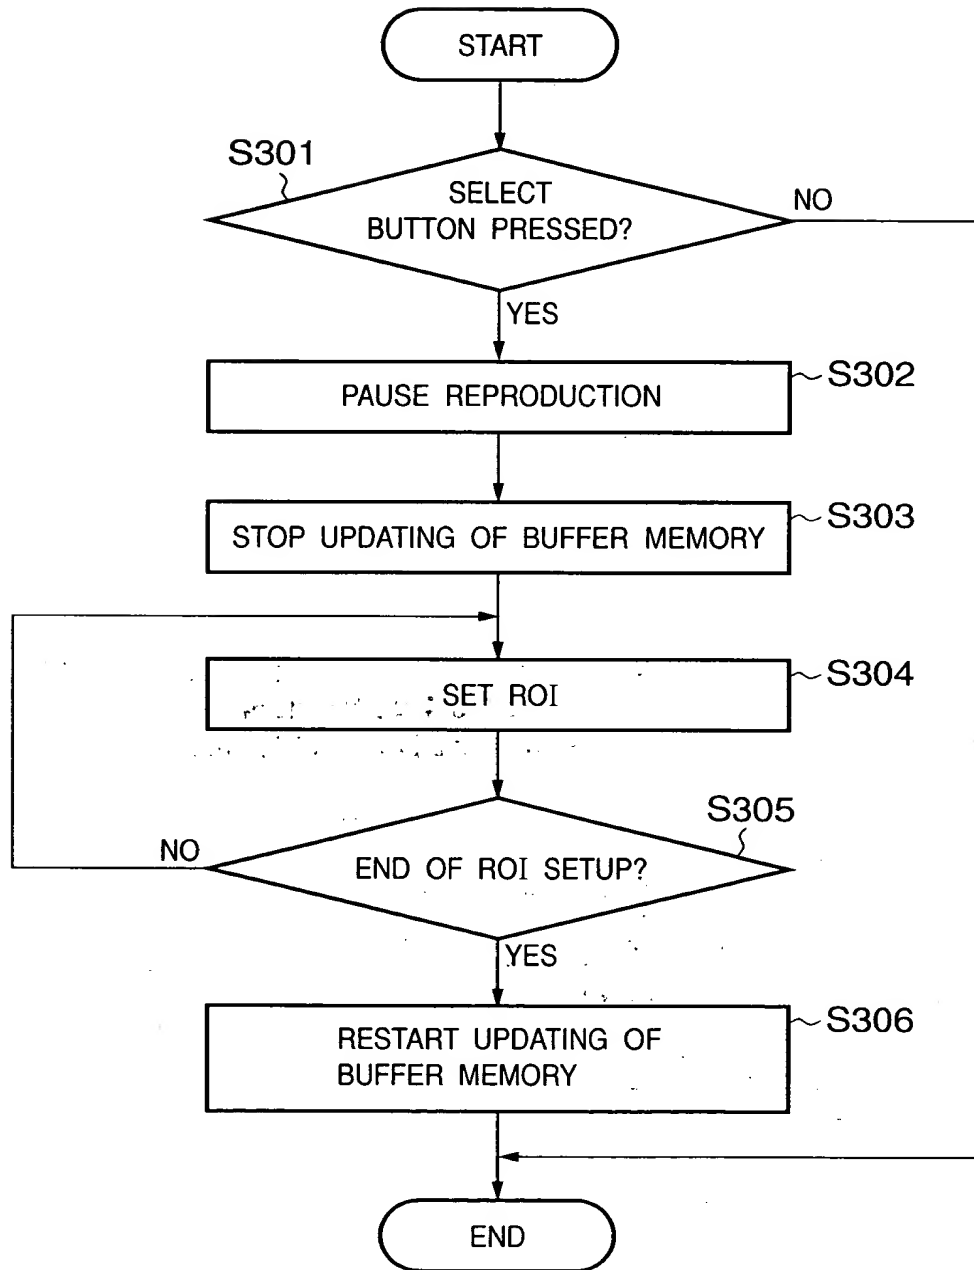 START
S301
SELECT
BUTTON PRESSED?
NO
YES
PAUSE REPRODUCTION
S302
STOP UPDATING OF BUFFER MEMORY
S303
SET ROI
S304
S305
END OF ROI SETUP?
NO
YES
RESTART UPDATING OF
BUFFER MEMORY
S306
END